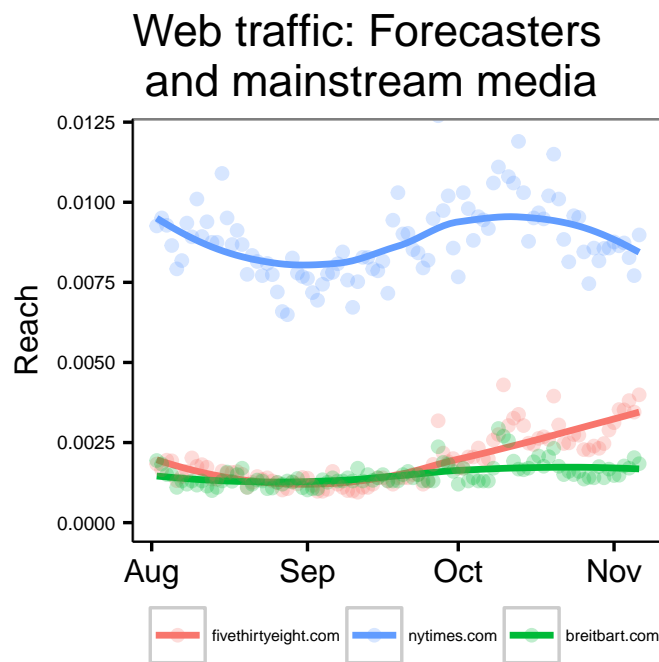 Web traffic: Forecasters
and mainstream media
0.0125
0.0100
0.0075
0.0050
0.0025
0.0000
Reach
Aug Sep Oct Nov
fivethirtyeight.com nytimes.com breitbart.com